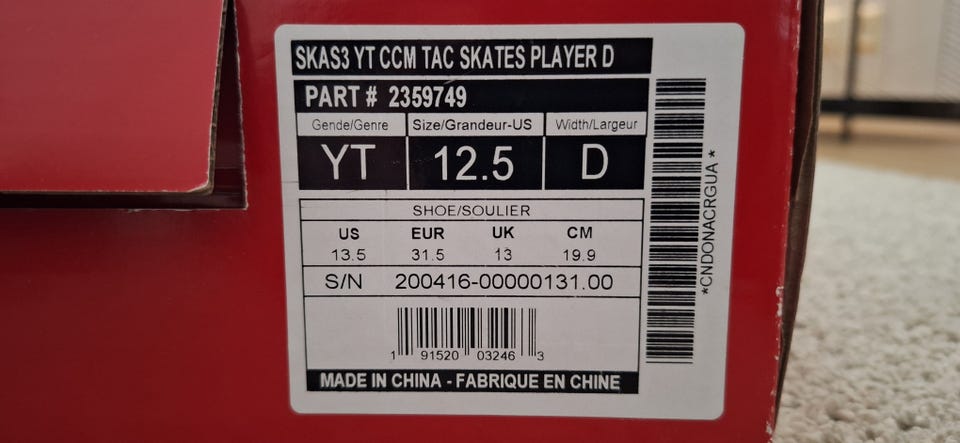 SKAS3 YT CCM TAC SKATES PLAYER D
PART # 2359749
Gende/Genre Size/Grandeur-US Width/Largeur
YT 12.5 D
SHOE/SOULIER
US EUR UK CM
13.5 31.5 13 19.9
S/N 200416-00000131.00
1 91520 03246 3
MADE IN CHINA - FABRIQUE EN CHINE
*CNDONACRGUA*